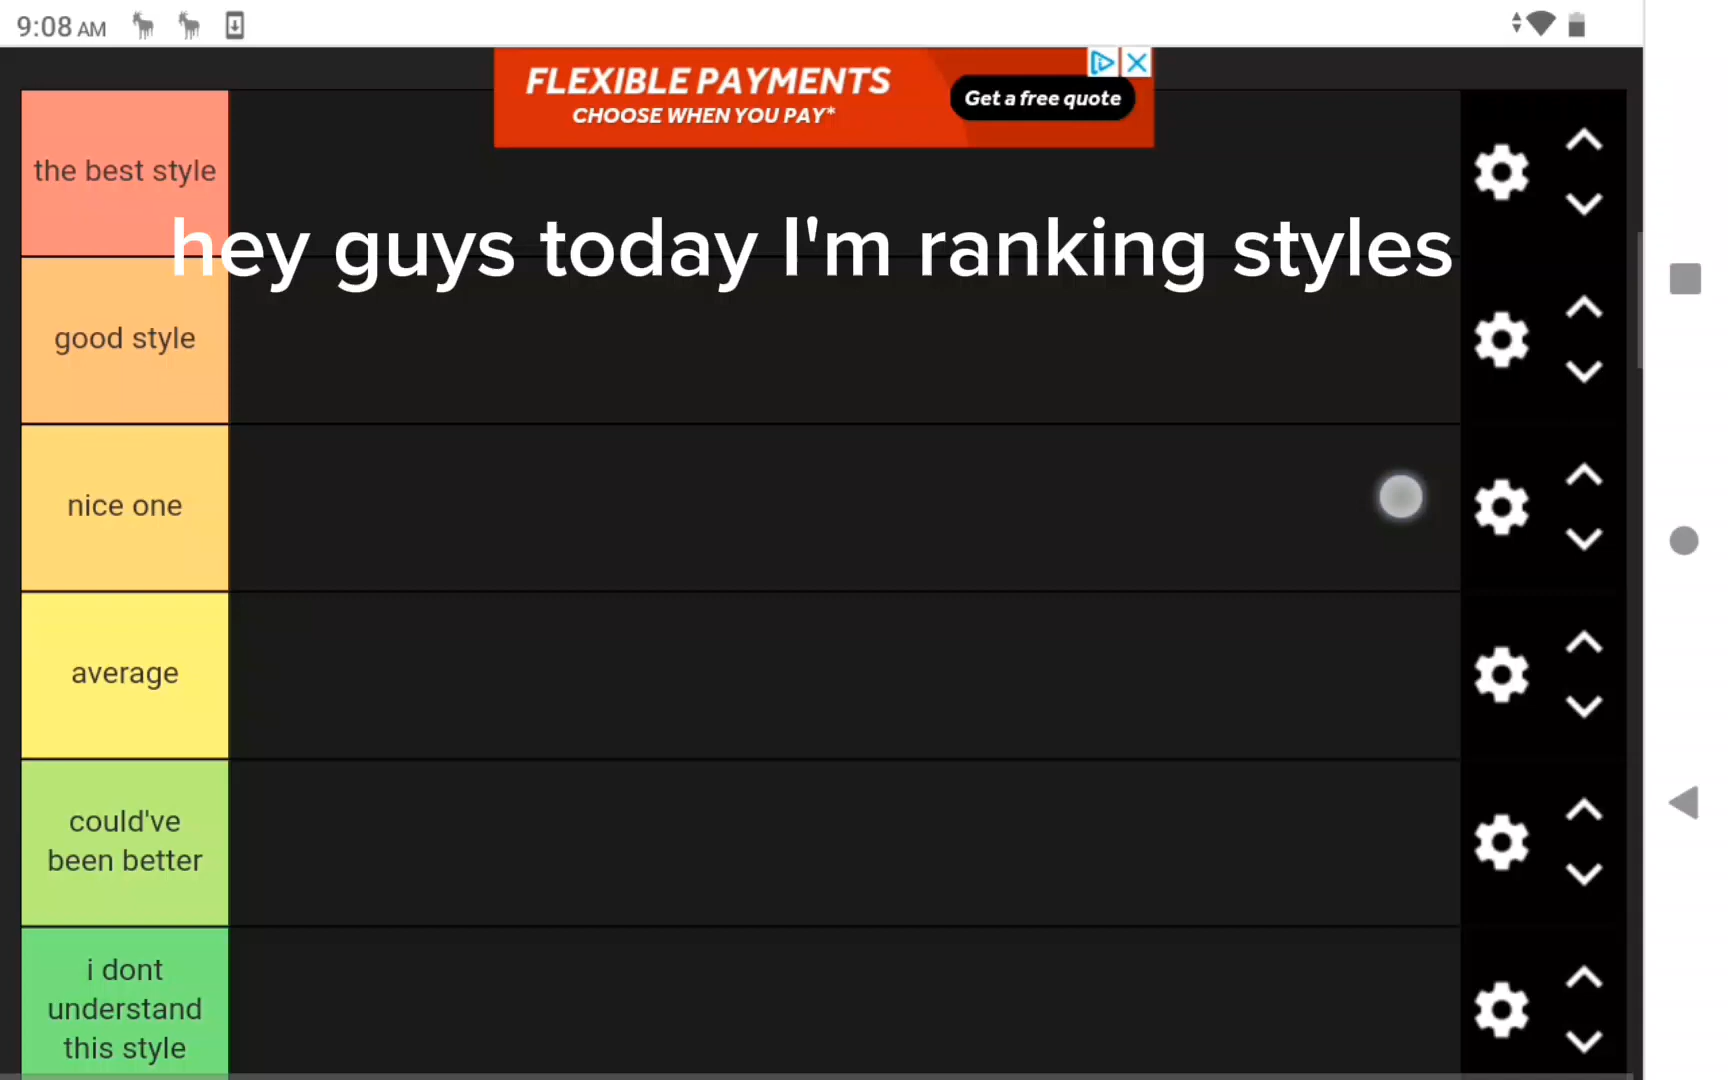 9:08 AM
FLEXIBLE PAYMENTS
CHOOSE WHEN YOU PAY*
Get a free quote
the best style
hey guys today I'm ranking styles
good style
nice one
average
could've
been better
i dont
understand
this style